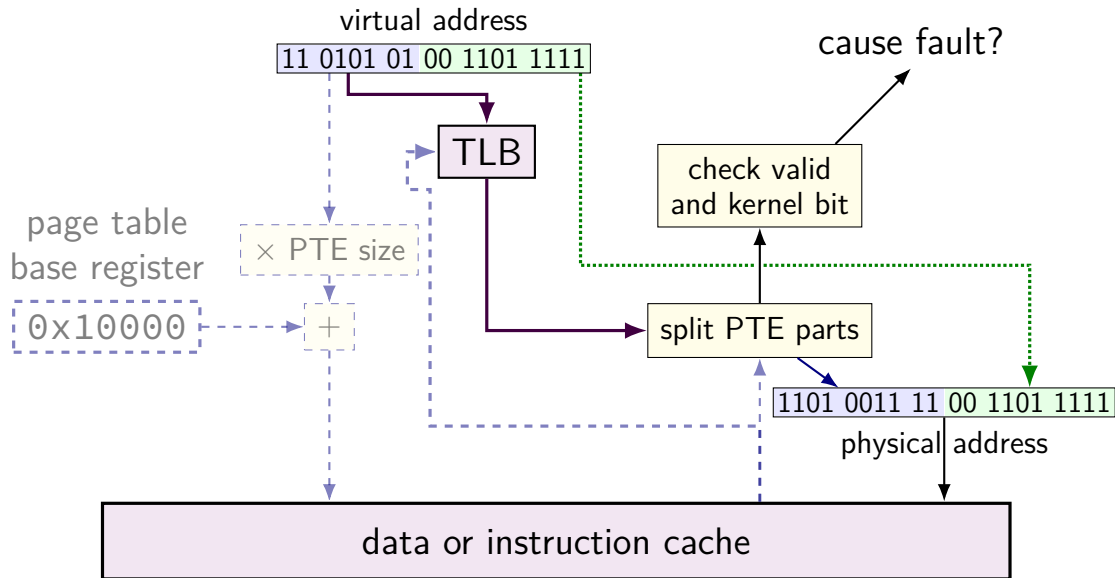 virtual address
11 0101 01 00 1101 1111
cause fault?
TLB
check valid
and kernel bit
page table
base register
× PTE size
0x10000
+
split PTE parts
1101 0011 11 00 1101 1111
physical address
data or instruction cache